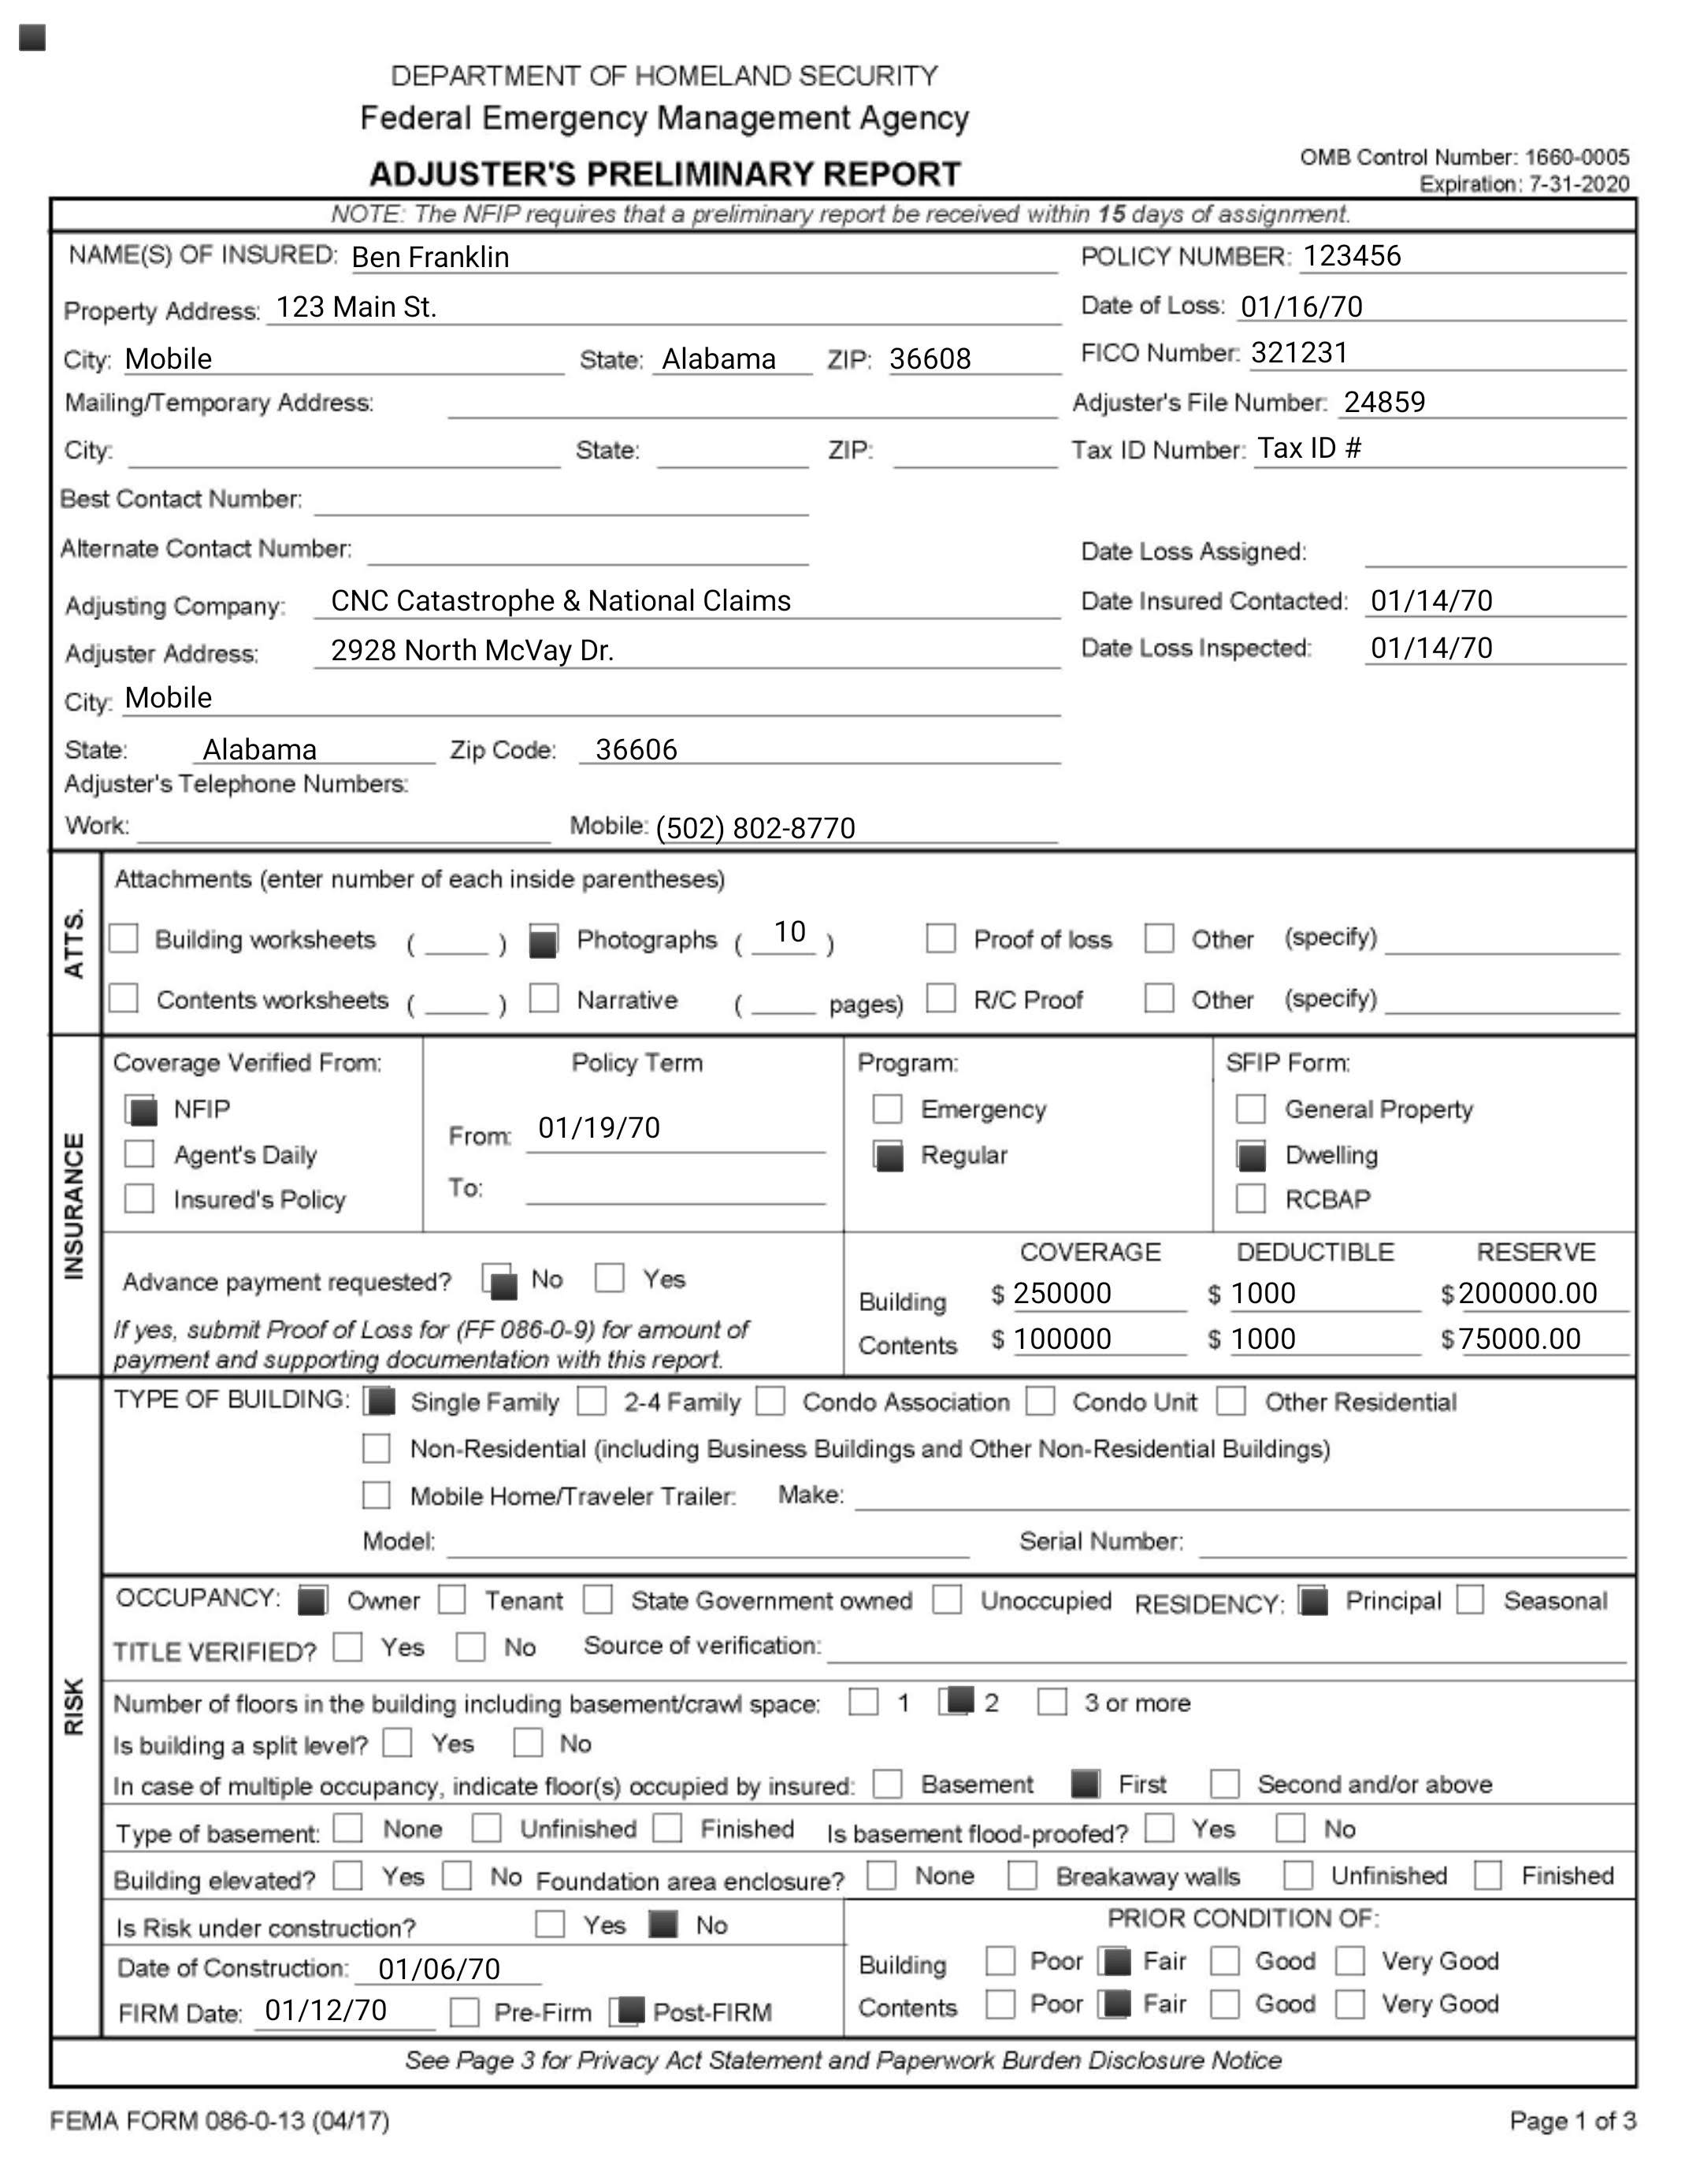 DEPARTMENT OF HOMELAND SECURITY
Federal Emergency Management Agency
ADJUSTER'S PRELIMINARY REPORT
OMB Control Number: 1660-0005
Expiration: 7-31-2020
NOTE: The NFIP requires that a preliminary report be received within 15 days of assignment.
NAME(S) OF INSURED: Ben Franklin POLICY NUMBER: 123456
Property Address: 123 Main St. Date of Loss: 01/16/70
City: Mobile State: Alabama ZIP: 36608 FICO Number: 321231
Mailing/Temporary Address: Adjuster's File Number: 24859
City: State: ZIP: Tax ID Number: Tax ID #
Best Contact Number:
Alternate Contact Number: Date Loss Assigned:
Adjusting Company: CNC Catastrophe & National Claims Date Insured Contacted: 01/14/70
Adjuster Address: 2928 North McVay Dr. Date Loss Inspected: 01/14/70
City: Mobile
State: Alabama Zip Code: 36606
Adjuster's Telephone Numbers:
Work: Mobile: (502) 802-8770
ATTS.
Attachments (enter number of each inside parentheses)
Building worksheets ( ) Photographs ( 10 ) Proof of loss Other (specify)
Contents worksheets ( ) Narrative ( pages) R/C Proof Other (specify)
INSURANCE
Coverage Verified From: Policy Term Program: SFIP Form:
NFIP Emergency General Property
From: 01/19/70
Agent's Daily Regular Dwelling
To:
Insured's Policy RCBAP
COVERAGE DEDUCTIBLE RESERVE
Advance payment requested? No Yes
Building $ 250000 $ 1000 $ 200000.00
If yes, submit Proof of Loss for (FF 086-0-9) for amount of
Contents $ 100000 $ 1000 $ 75000.00
payment and supporting documentation with this report.
RISK
TYPE OF BUILDING: Single Family 2-4 Family Condo Association Condo Unit Other Residential
Non-Residential (including Business Buildings and Other Non-Residential Buildings)
Mobile Home/Traveler Trailer: Make:
Model: Serial Number:
OCCUPANCY: Owner Tenant State Government owned Unoccupied RESIDENCY: Principal Seasonal
TITLE VERIFIED? Yes No Source of verification:
Number of floors in the building including basement/crawl space: 1 2 3 or more
Is building a split level? Yes No
In case of multiple occupancy, indicate floor(s) occupied by insured: Basement First Second and/or above
Type of basement: None Unfinished Finished Is basement flood-proofed? Yes No
Building elevated? Yes No Foundation area enclosure? None Breakaway walls Unfinished Finished
Is Risk under construction? Yes No PRIOR CONDITION OF:
Date of Construction: 01/06/70 Building Poor Fair Good Very Good
FIRM Date: 01/12/70 Pre-Firm Post-FIRM Contents Poor Fair Good Very Good
See Page 3 for Privacy Act Statement and Paperwork Burden Disclosure Notice
FEMA FORM 086-0-13 (04/17) Page 1 of 3